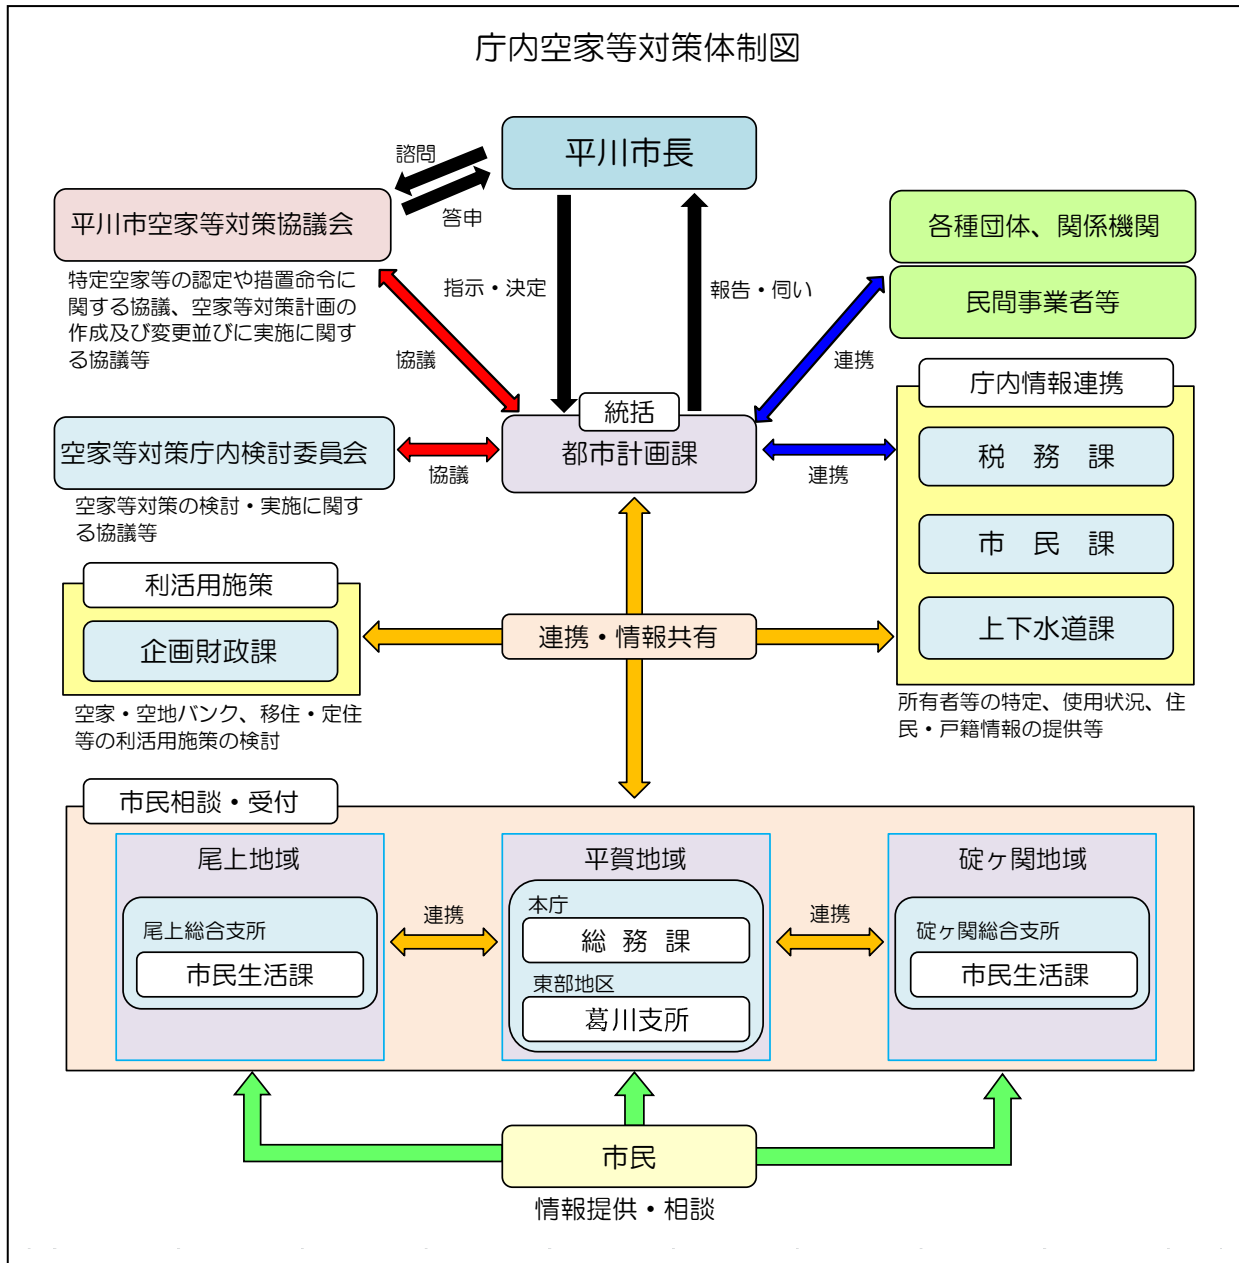 庁内空家等対策体制図
平川市長
諮問
答申
平川市空家等対策協議会
特定空家等の認定や措置命令に
関する協議、空家等対策計画の
作成及び変更並びに実施に関す
る協議等
指示・決定
報告・伺い
各種団体、関係機関
民間事業者等
協議
連携
統括
都市計画課
空家等対策庁内検討委員会
協議
連携
空家等対策の検討・実施に関す
る協議等
庁内情報連携
税務課
市民課
上下水道課
所有者等の特定、使用状況、住
民・戸籍情報の提供等
利活用施策
企画財政課
空家・空地バンク、移住・定住
等の利活用施策の検討
連携・情報共有
市民相談・受付
尾上地域
尾上総合支所
市民生活課
連携
平賀地域
本庁
総務課
東部地区
葛川支所
連携
碇ヶ関地域
碇ヶ関総合支所
市民生活課
市民
情報提供・相談